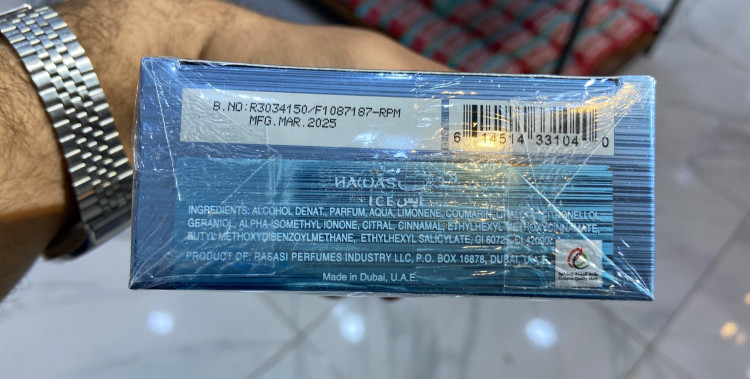 B.NO:R3034150/F1087187-RPM
MFG.MAR.2025
6 14514 33104 0
HAWAS
ICE
INGREDIENTS: ALCOHOL DENAT., PARFUM, AQUA, LIMONENE, COUMARIN,
GERANIOL, ALPHA-ISOMETHYL IONONE, CITRAL, CINNAMAL, ETHYLHEXYL METHOXYCINNAMATE,
BUTYL METHOXYDIBENZOYLMETHANE, ETHYLHEXYL SALICYLATE,
PRODUCT OF: RASASI PERFUMES INDUSTRY LLC, P.O. BOX 16878, DUBAI, U.A.E.
Made in Dubai, U.A.E.